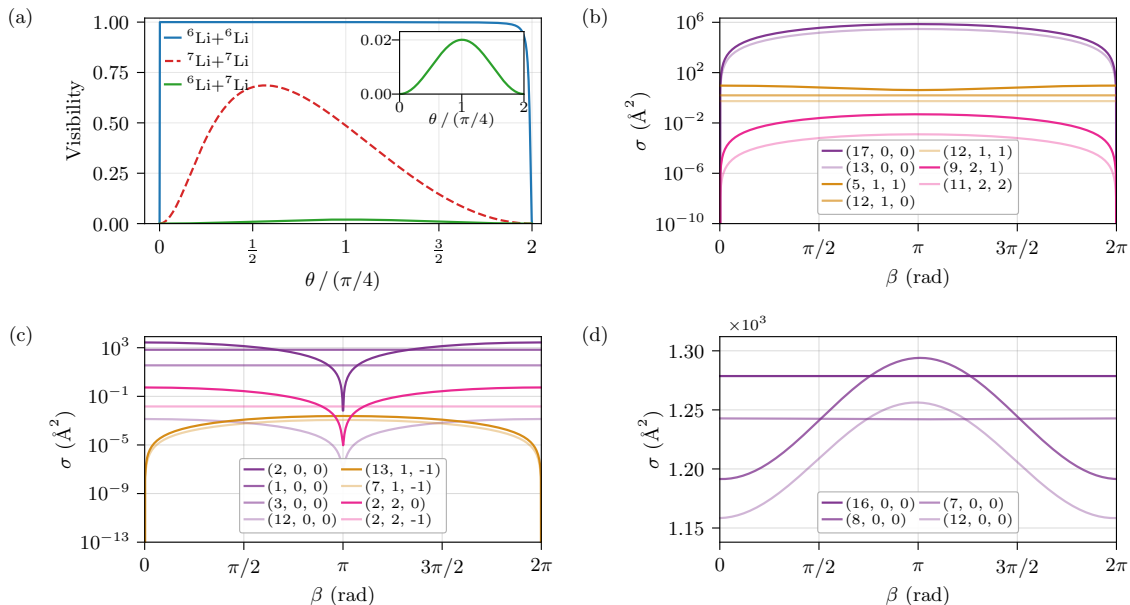 (a)
Visibility
1.00
0.75
0.50
0.25
0.00
⁶Li+⁶Li
⁷Li+⁷Li
⁶Li+⁷Li
0.02
0.00
0 1 2
θ / (π/4)
0 1/2 1 3/2 2
θ / (π/4)
(b)
σ (Å²)
10⁶
10²
10⁻²
10⁻⁶
10⁻¹⁰
(17, 0, 0) (12, 1, 1)
(13, 0, 0) (9, 2, 1)
(5, 1, 1) (11, 2, 2)
(12, 1, 0)
0 π/2 π 3π/2 2π
β (rad)
(c)
σ (Å²)
10³
10⁻¹
10⁻⁵
10⁻⁹
10⁻¹³
(2, 0, 0) (13, 1, -1)
(1, 0, 0) (7, 1, -1)
(3, 0, 0) (2, 2, 0)
(12, 0, 0) (2, 2, -1)
0 π/2 π 3π/2 2π
β (rad)
(d)
×10³
σ (Å²)
1.30
1.25
1.20
1.15
(16, 0, 0) (7, 0, 0)
(8, 0, 0) (12, 0, 0)
0 π/2 π 3π/2 2π
β (rad)